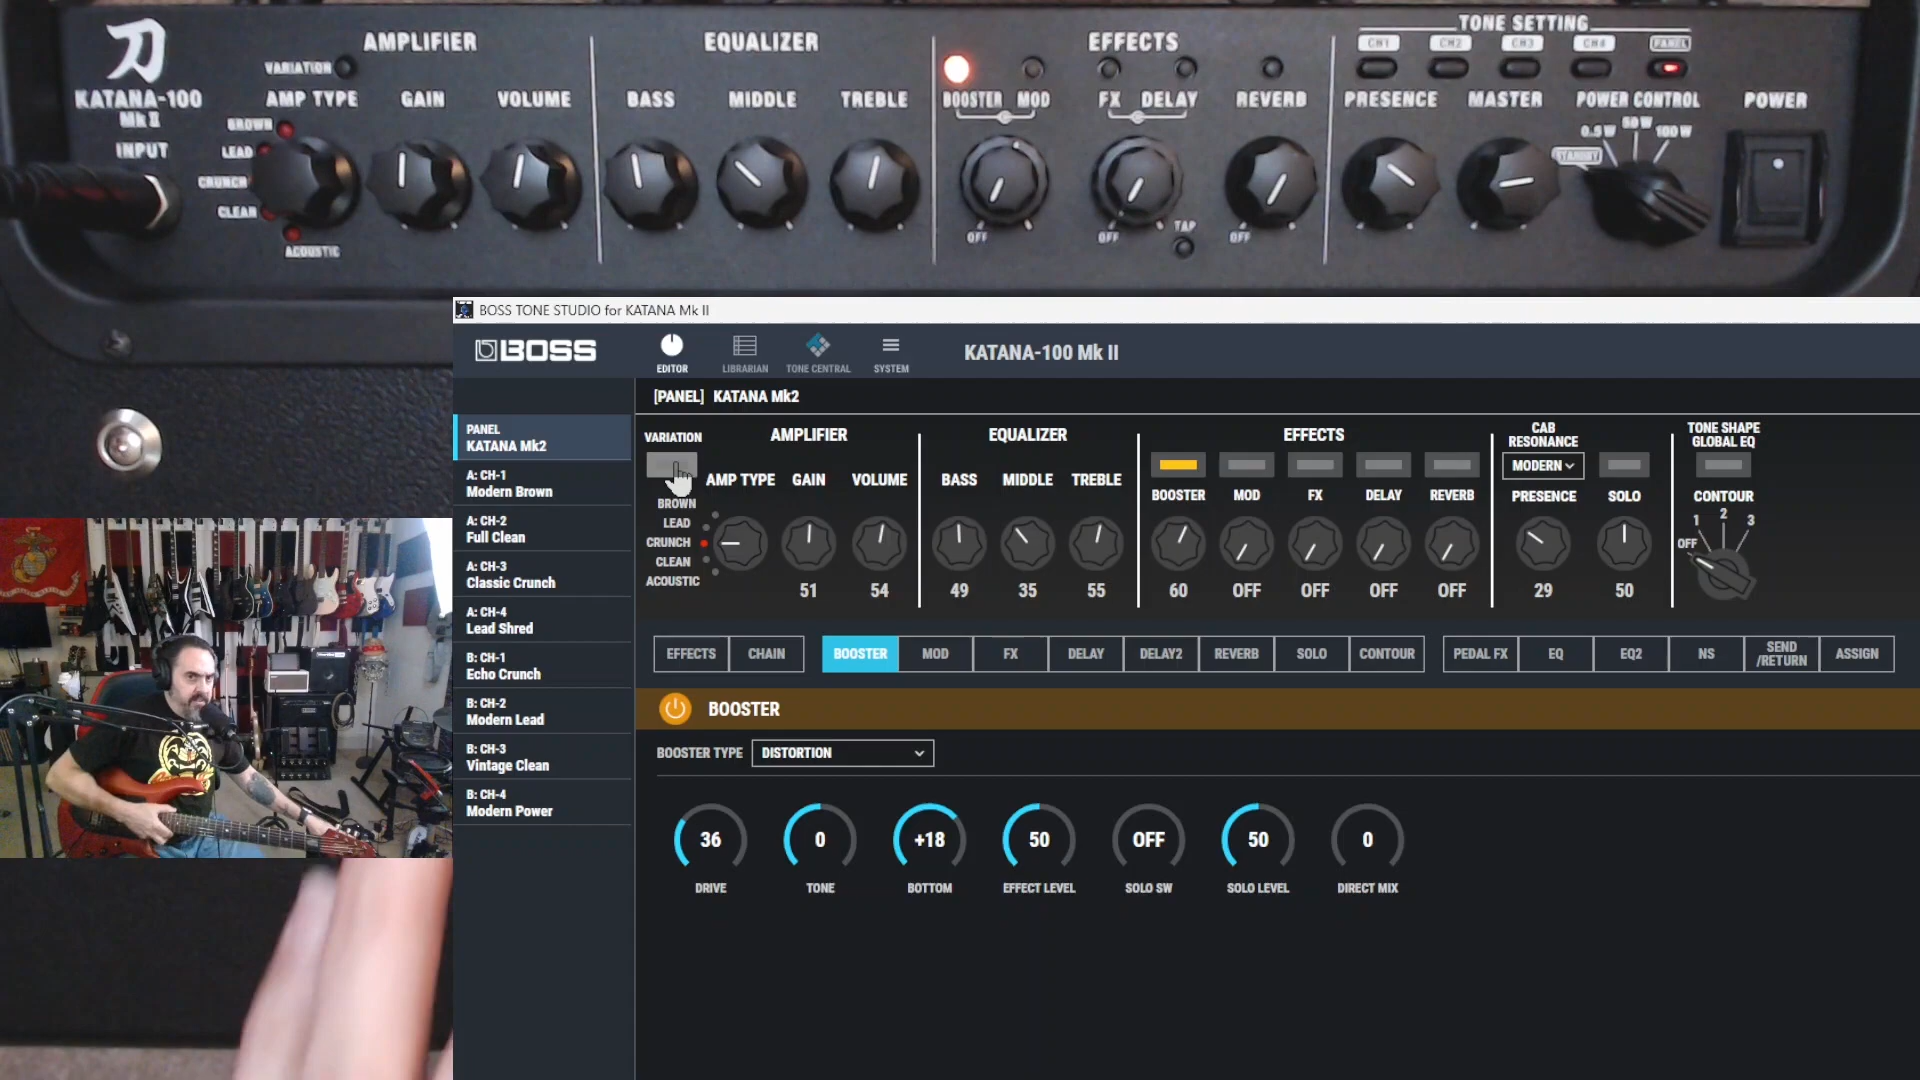 刀
KATANA-100
Mk II
INPUT
AMPLIFIER
VARIATION
AMP TYPE GAIN VOLUME
BROWN
LEAD
CRUNCH
CLEAN
ACOUSTIC
EQUALIZER
BASS MIDDLE TREBLE
EFFECTS
BOOSTER MOD FX DELAY REVERB
OFF OFF TAP OFF
TONE SETTING
CH1 CH2 CH3 CH4 PANEL
PRESENCE MASTER POWER CONTROL POWER
STANDBY 0.5W 50W 100W
BOSS TONE STUDIO for KATANA Mk II
BOSS
EDITOR LIBRARIAN TONE CENTRAL SYSTEM
KATANA-100 Mk II
[PANEL] KATANA Mk2
PANEL
KATANA Mk2
A: CH-1
Modern Brown
A: CH-2
Full Clean
A: CH-3
Classic Crunch
A: CH-4
Lead Shred
B: CH-1
Echo Crunch
B: CH-2
Modern Lead
B: CH-3
Vintage Clean
B: CH-4
Modern Power
VARIATION
AMPLIFIER
AMP TYPE GAIN VOLUME
BROWN
LEAD
CRUNCH
CLEAN
ACOUSTIC
51 54
EQUALIZER
BASS MIDDLE TREBLE
49 35 55
EFFECTS
BOOSTER MOD FX DELAY REVERB
60 OFF OFF OFF OFF
CAB
RESONANCE
MODERN
PRESENCE SOLO
29 50
TONE SHAPE
GLOBAL EQ
CONTOUR
OFF 1 2 3
EFFECTS CHAIN BOOSTER MOD FX DELAY DELAY2 REVERB SOLO CONTOUR PEDAL FX EQ EQ2 NS SEND /RETURN ASSIGN
BOOSTER
BOOSTER TYPE DISTORTION
36 0 +18 50 OFF 50 0
DRIVE TONE BOTTOM EFFECT LEVEL SOLO SW SOLO LEVEL DIRECT MIX